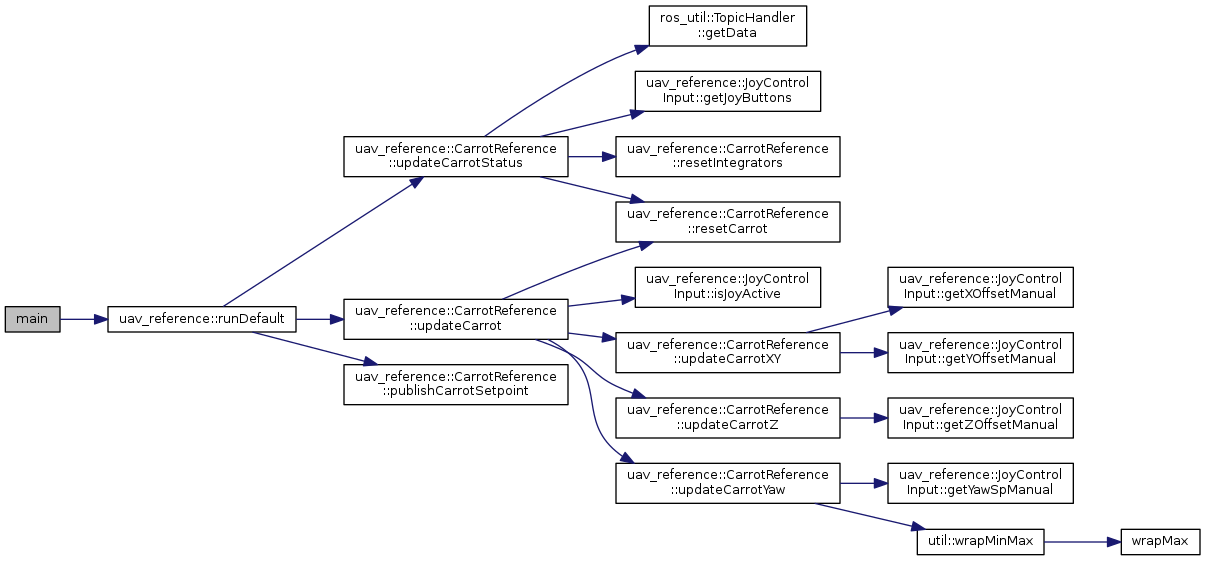 ros_util::TopicHandler
::getData
uav_reference::JoyControl
Input::getJoyButtons
uav_reference::CarrotReference
::updateCarrotStatus
uav_reference::CarrotReference
::resetIntegrators
uav_reference::CarrotReference
::resetCarrot
main
uav_reference::runDefault
uav_reference::CarrotReference
::updateCarrot
uav_reference::JoyControl
Input::isJoyActive
uav_reference::JoyControl
Input::getXOffsetManual
uav_reference::CarrotReference
::updateCarrotXY
uav_reference::JoyControl
Input::getYOffsetManual
uav_reference::CarrotReference
::publishCarrotSetpoint
uav_reference::CarrotReference
::updateCarrotZ
uav_reference::JoyControl
Input::getZOffsetManual
uav_reference::CarrotReference
::updateCarrotYaw
uav_reference::JoyControl
Input::getYawSpManual
util::wrapMinMax
wrapMax